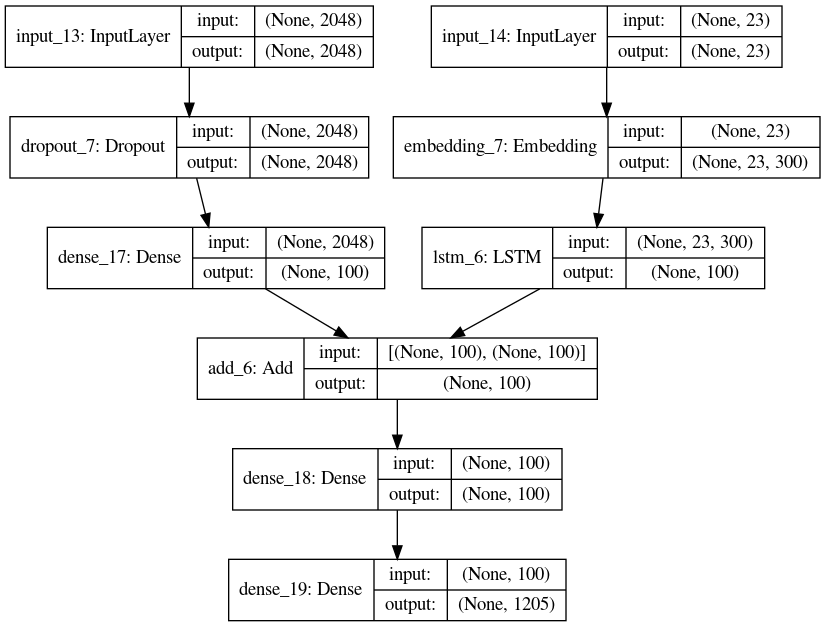 input_13: InputLayer
input: (None, 2048)
output: (None, 2048)
input_14: InputLayer
input: (None, 23)
output: (None, 23)
dropout_7: Dropout
input: (None, 2048)
output: (None, 2048)
embedding_7: Embedding
input: (None, 23)
output: (None, 23, 300)
dense_17: Dense
input: (None, 2048)
output: (None, 100)
lstm_6: LSTM
input: (None, 23, 300)
output: (None, 100)
add_6: Add
input: [(None, 100), (None, 100)]
output: (None, 100)
dense_18: Dense
input: (None, 100)
output: (None, 100)
dense_19: Dense
input: (None, 100)
output: (None, 1205)